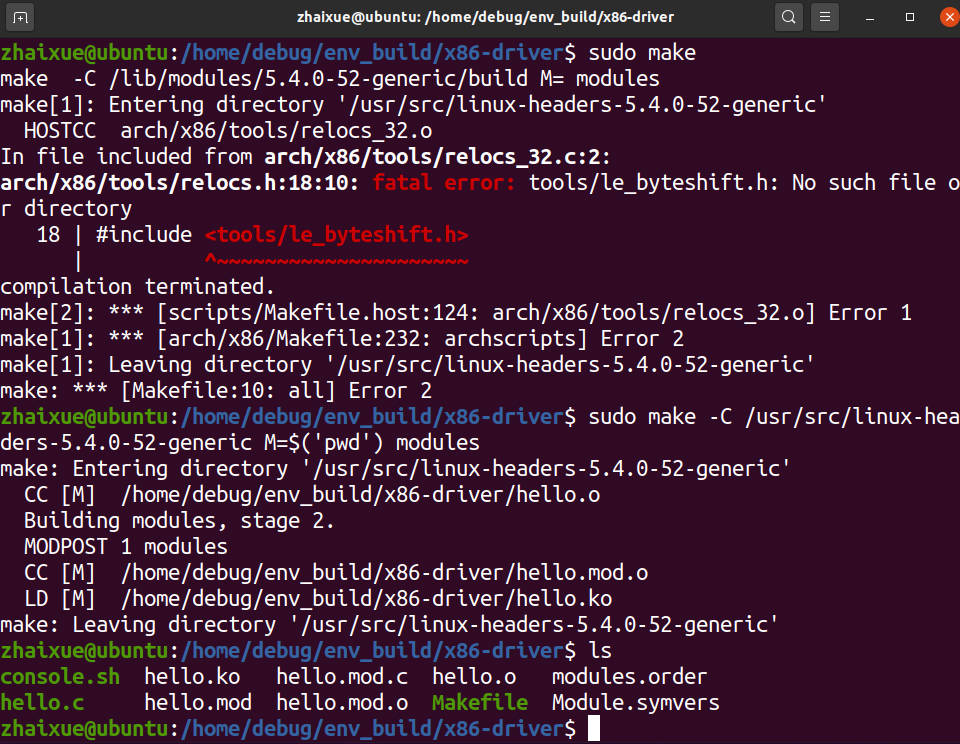 zhaixue@ubuntu: /home/debug/env_build/x86-driver
zhaixue@ubuntu:/home/debug/env_build/x86-driver$ sudo make
make  -C /lib/modules/5.4.0-52-generic/build M= modules
make[1]: Entering directory '/usr/src/linux-headers-5.4.0-52-generic'
  HOSTCC  arch/x86/tools/relocs_32.o
In file included from arch/x86/tools/relocs_32.c:2:
arch/x86/tools/relocs.h:18:10: fatal error: tools/le_byteshift.h: No such file o
r directory
   18 | #include <tools/le_byteshift.h>
      |          ^~~~~~~~~~~~~~~~~~~~~~
compilation terminated.
make[2]: *** [scripts/Makefile.host:124: arch/x86/tools/relocs_32.o] Error 1
make[1]: *** [arch/x86/Makefile:232: archscripts] Error 2
make[1]: Leaving directory '/usr/src/linux-headers-5.4.0-52-generic'
make: *** [Makefile:10: all] Error 2
zhaixue@ubuntu:/home/debug/env_build/x86-driver$ sudo make -C /usr/src/linux-hea
ders-5.4.0-52-generic M=$('pwd') modules
make: Entering directory '/usr/src/linux-headers-5.4.0-52-generic'
  CC [M]  /home/debug/env_build/x86-driver/hello.o
  Building modules, stage 2.
  MODPOST 1 modules
  CC [M]  /home/debug/env_build/x86-driver/hello.mod.o
  LD [M]  /home/debug/env_build/x86-driver/hello.ko
make: Leaving directory '/usr/src/linux-headers-5.4.0-52-generic'
zhaixue@ubuntu:/home/debug/env_build/x86-driver$ ls
console.sh  hello.ko   hello.mod.c  hello.o   modules.order
hello.c     hello.mod  hello.mod.o  Makefile  Module.symvers
zhaixue@ubuntu:/home/debug/env_build/x86-driver$